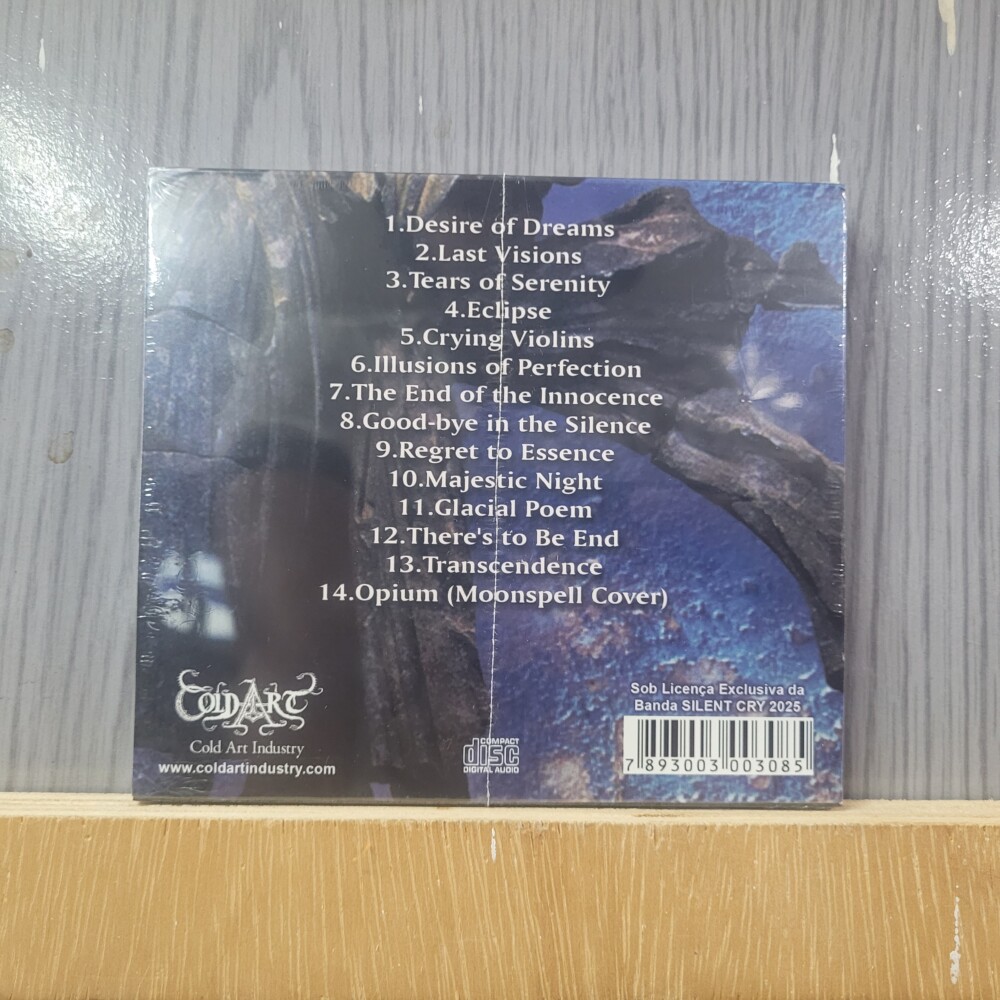 1.Desire of Dreams
2.Last Visions
3.Tears of Serenity
4.Eclipse
5.Crying Violins
6.Illusions of Perfection
7.The End of the Innocence
8.Good-bye in the Silence
9.Regret to Essence
10.Majestic Night
11.Glacial Poem
12.There's to Be End
13.Transcendence
14.Opium (Moonspell Cover)
COLD ART
Cold Art Industry
www.coldartindustry.com
COMPACT
disc
DIGITAL AUDIO
Sob Licença Exclusiva da
Banda SILENT CRY 2025
7 893003 003085